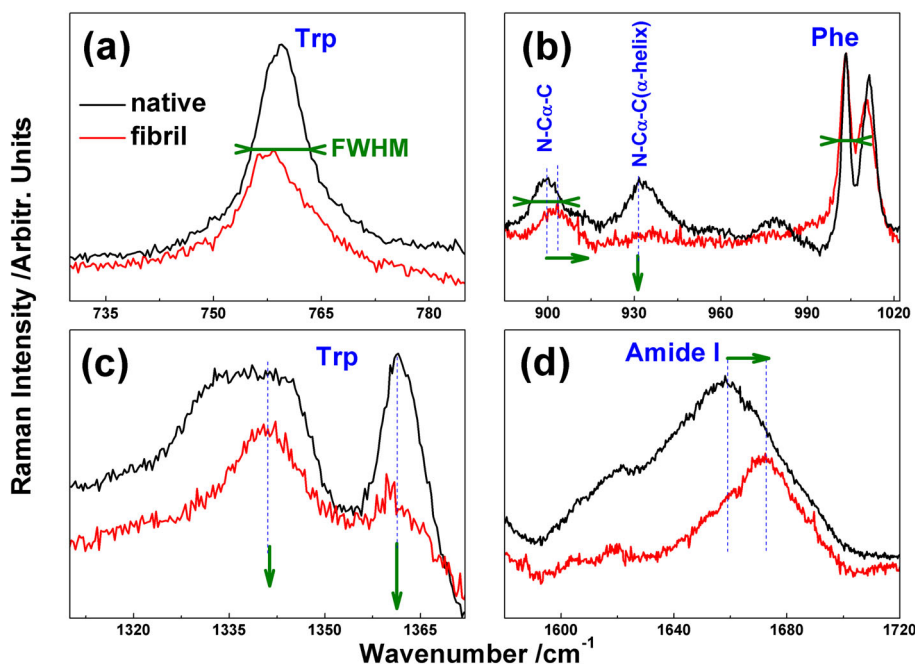 (a)
Trp
native
fibril
FWHM
735 750 765 780
(b)
N-Cα-C
N-Cα-C(α-helix)
Phe
900 930 960 990 1022
(c)
Trp
1320 1335 1350 1365
(d)
Amide I
1600 1640 1680 1720
Raman Intensity /Arbitr. Units
Wavenumber /cm⁻¹